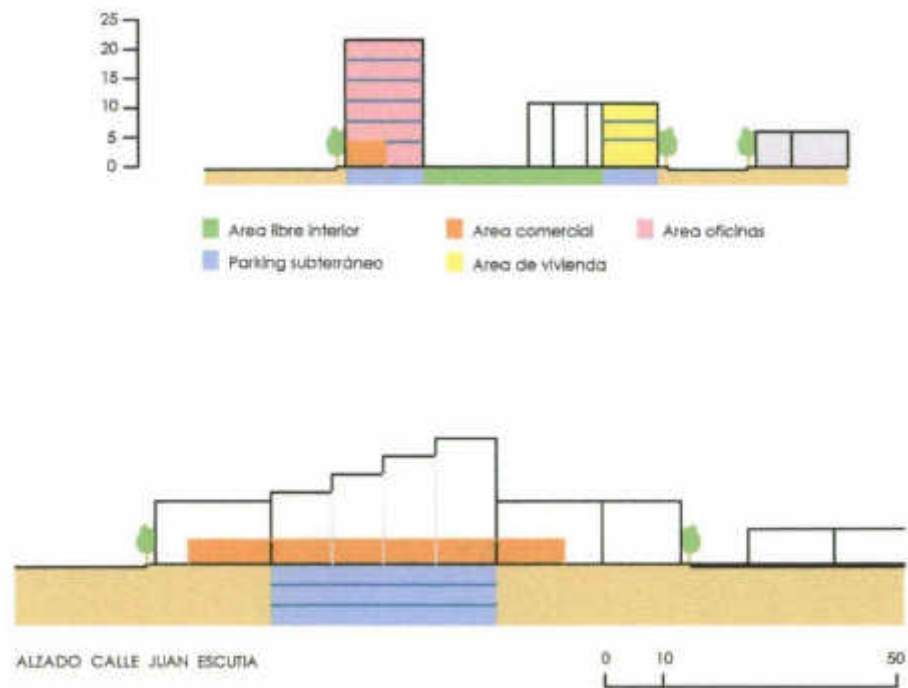 25
20
15
10
5
0
Area libre interior
Area comercial
Area oficinas
Parking subterráneo
Area de vivienda
ALZADO CALLE JUAN ESCUTIA
0 10 50